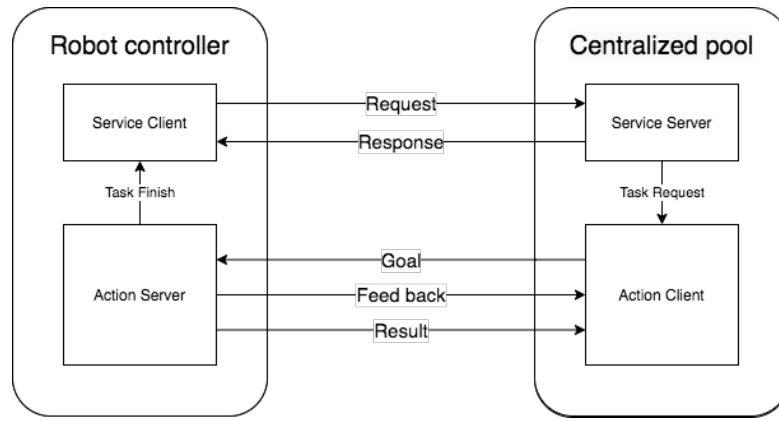 Robot controller
Centralized pool
Service Client
Request
Service Server
Response
Task Finish
Task Request
Goal
Action Server
Feed back
Action Client
Result